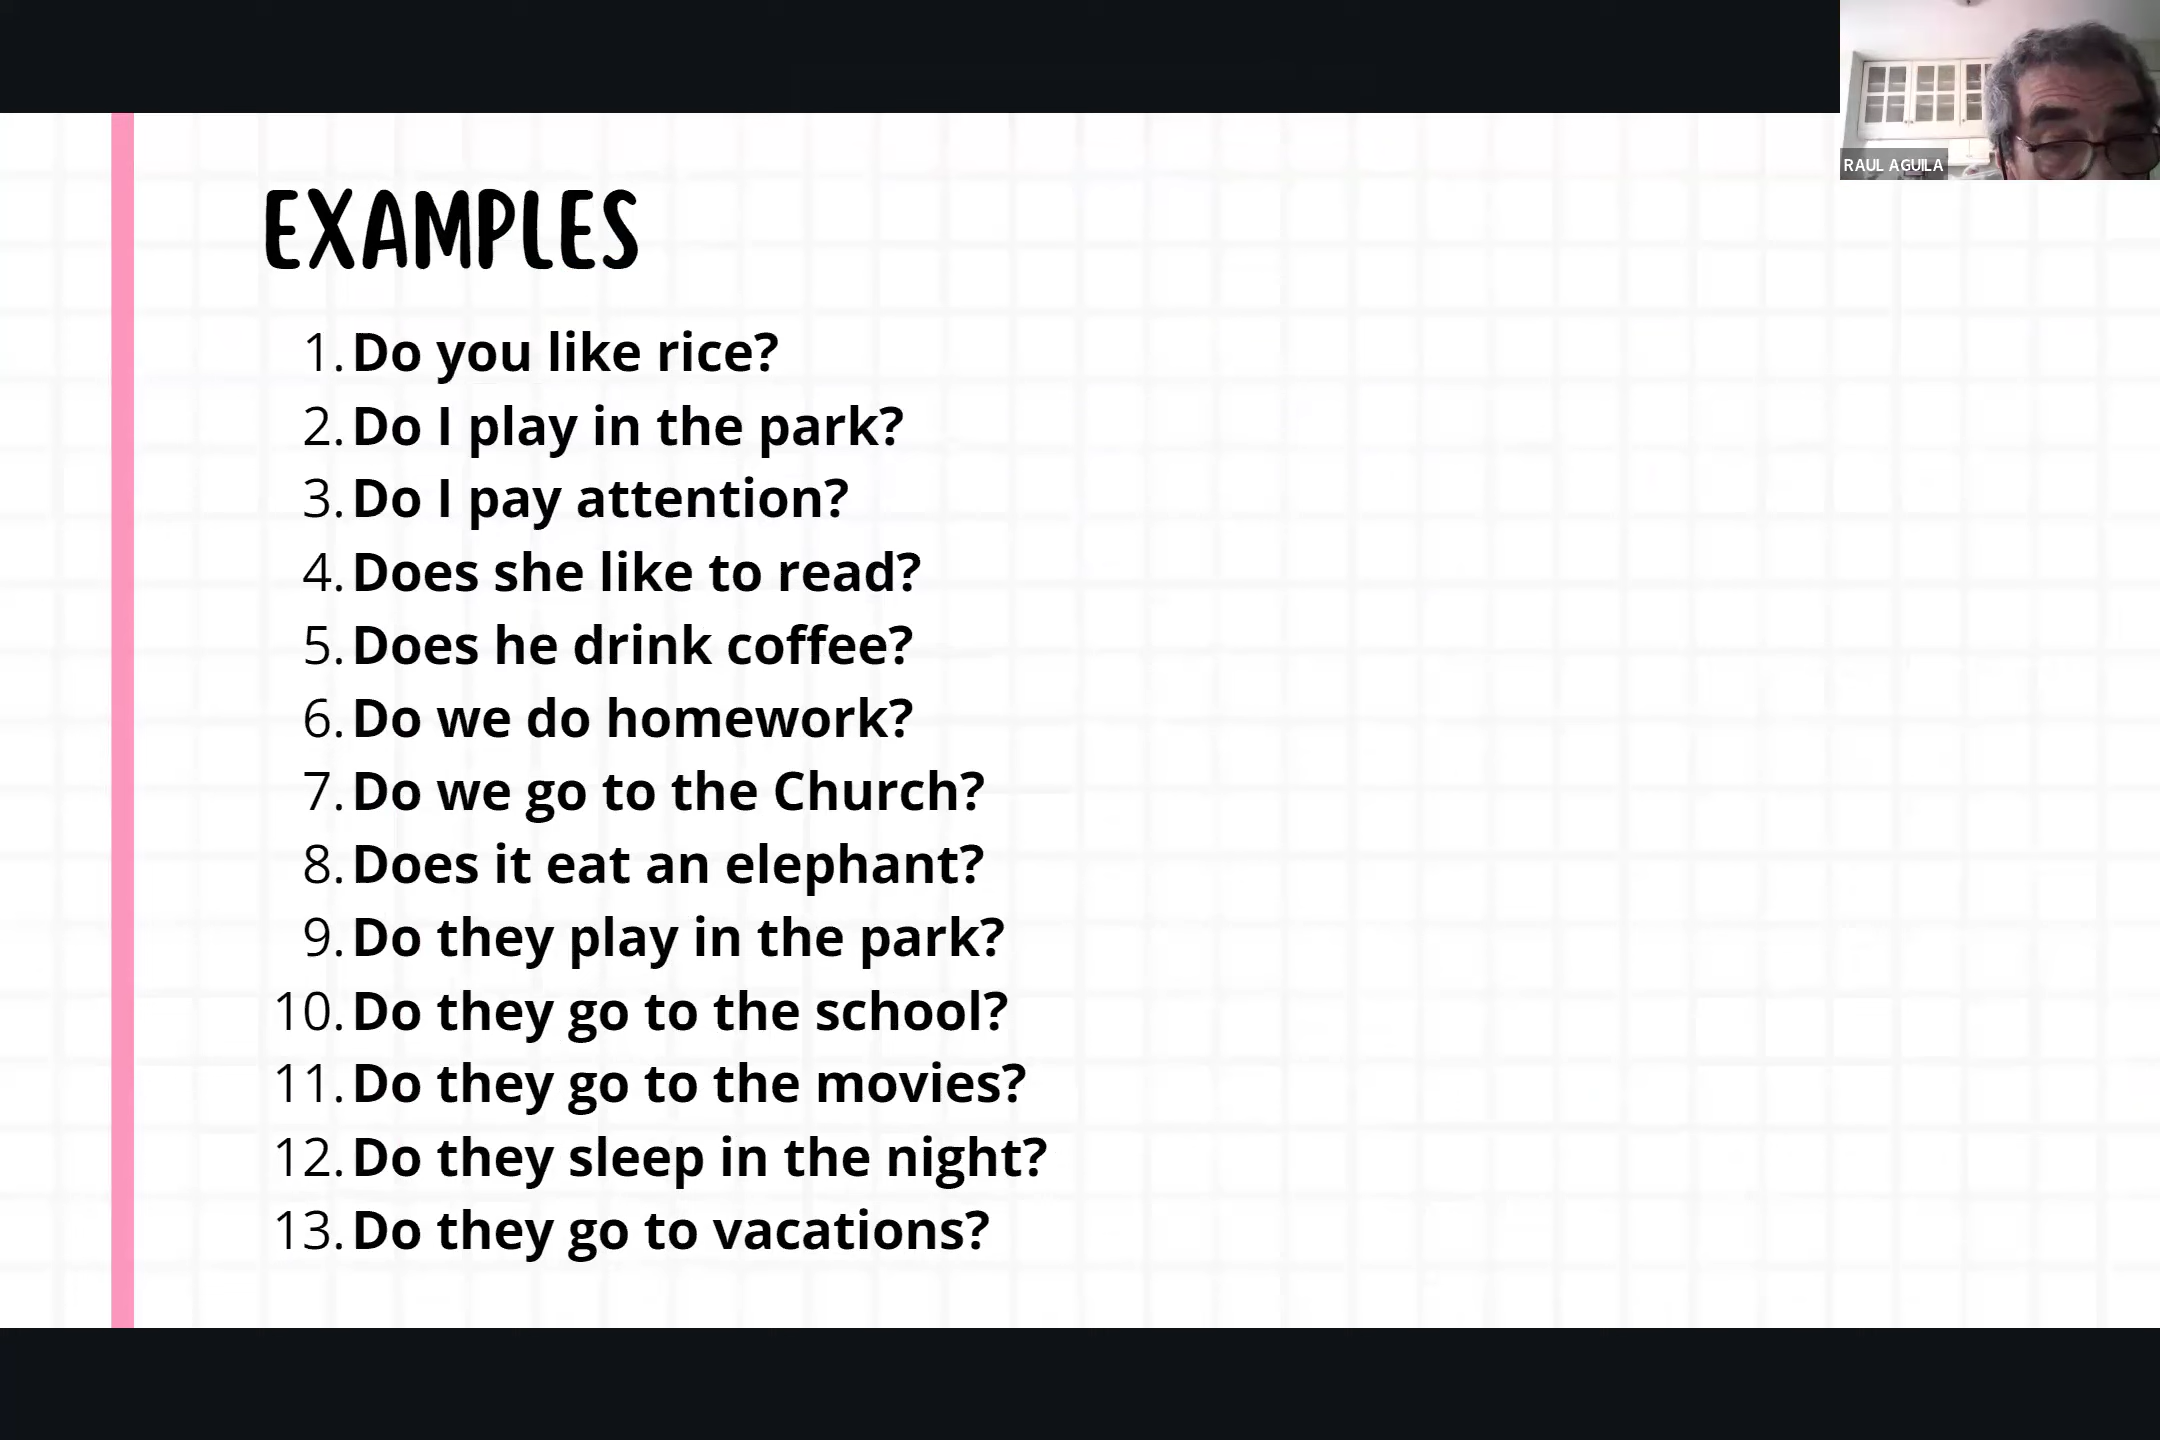 RAUL AGUILA
EXAMPLES
1. Do you like rice?
2. Do I play in the park?
3. Do I pay attention?
4. Does she like to read?
5. Does he drink coffee?
6. Do we do homework?
7. Do we go to the Church?
8. Does it eat an elephant?
9. Do they play in the park?
10. Do they go to the school?
11. Do they go to the movies?
12. Do they sleep in the night?
13. Do they go to vacations?